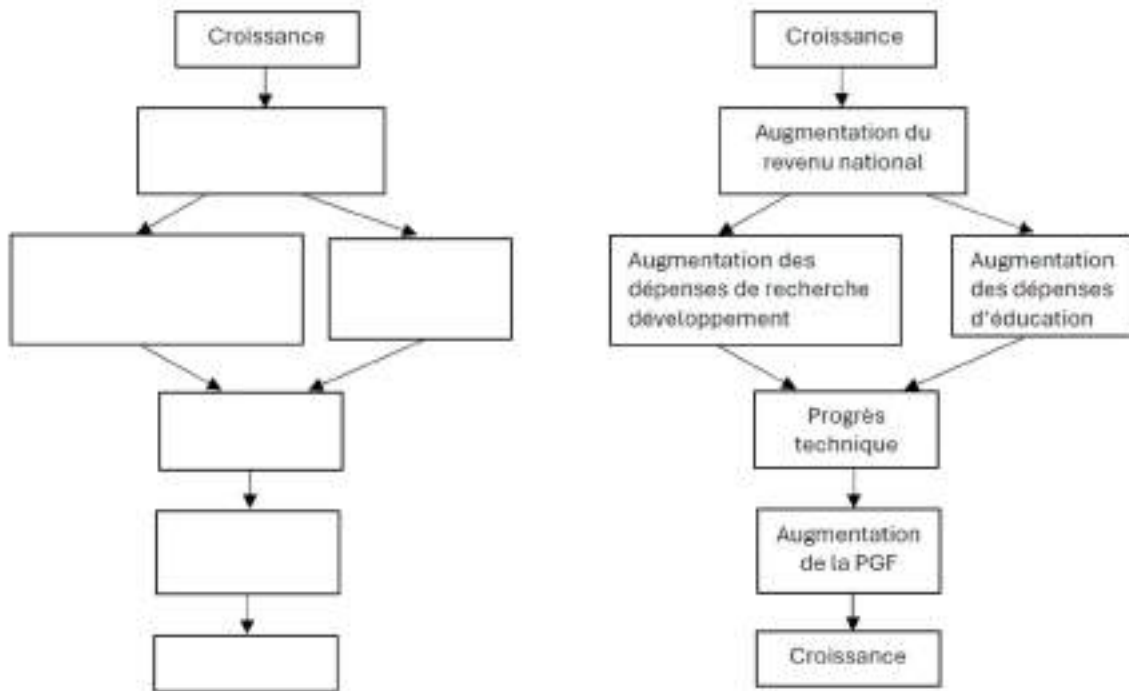 Croissance
Croissance
Augmentation du
revenu national
Augmentation des
dépenses de recherche
développement
Augmentation
des dépenses
d'éducation
Progrès
technique
Augmentation
de la PGF
Croissance